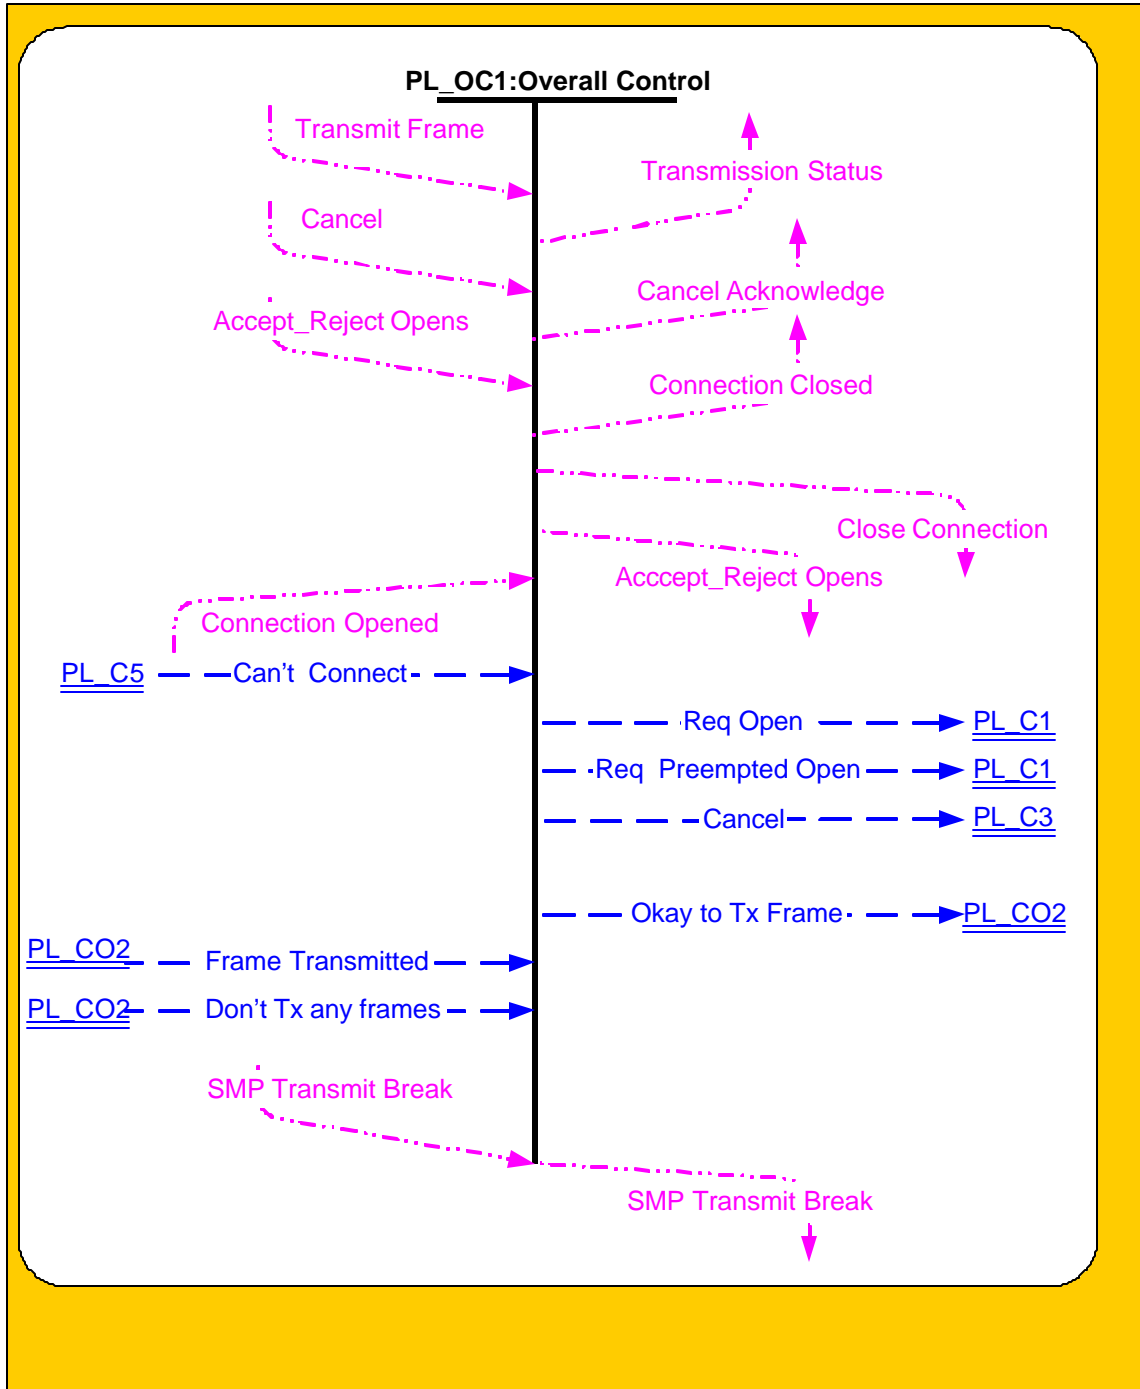 PL_OC1:Overall Control
Transmit Frame
Transmission Status
Cancel
Cancel Acknowledge
Accept_Reject Opens
Connection Closed
Close Connection
Acccept_Reject Opens
Connection Opened
PL_C5 Can't Connect
Req Open PL_C1
Req Preempted Open PL_C1
Cancel PL_C3
Okay to Tx Frame PL_CO2
PL_CO2 Frame Transmitted
PL_CO2 Don't Tx any frames
SMP Transmit Break
SMP Transmit Break